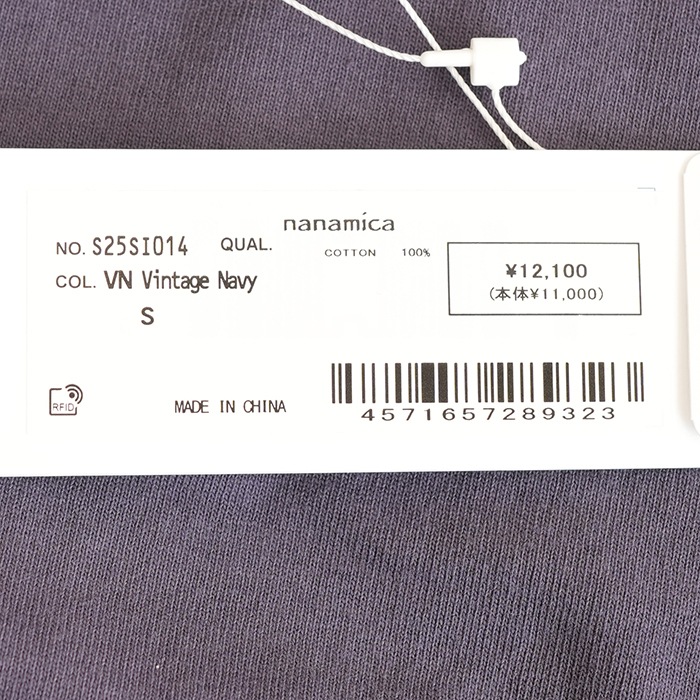 nanamica
NO. S25SI014 QUAL. COTTON 100%
COL. VN Vintage Navy
S
¥12,100
(本体¥11,000)
RFID
MADE IN CHINA
4571657289323